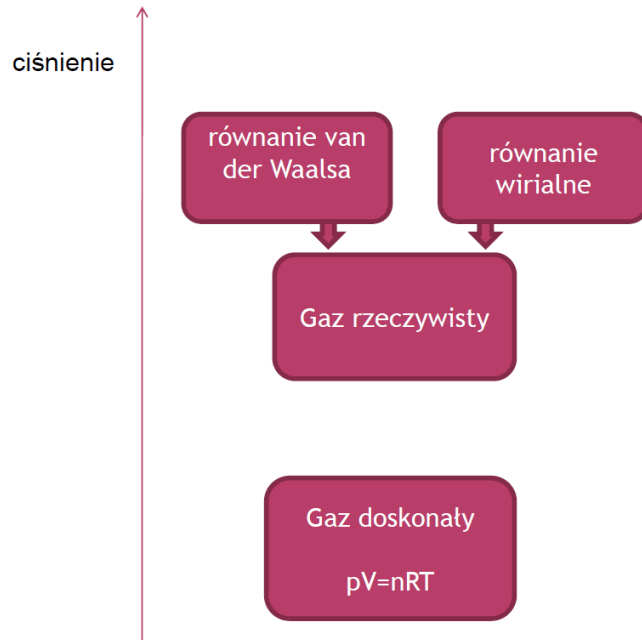 ciśnienie
równanie van
der Waalsa
równanie
wirialne
Gaz rzeczywisty
Gaz doskonały
pV=nRT